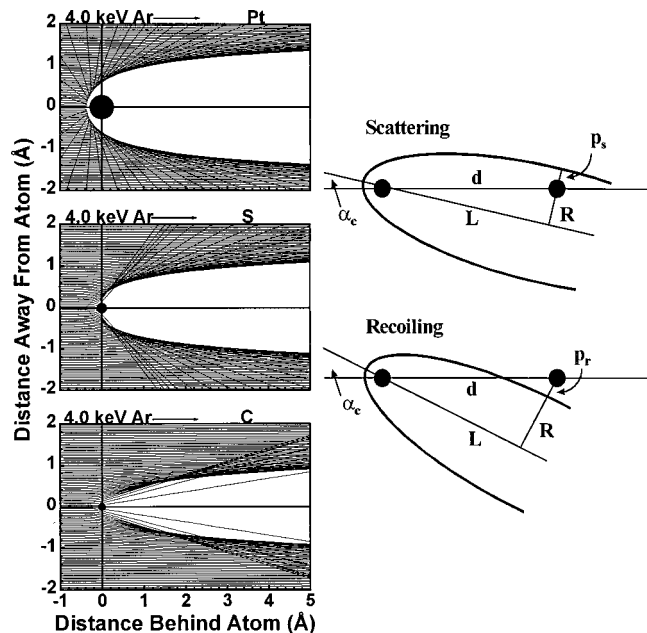 4.0 keV Ar Pt
2
1
0
-1
-2
4.0 keV Ar S
2
1
0
-1
-2
4.0 keV Ar C
2
1
0
-1
-2
-1 0 1 2 3 4 5
Distance Behind Atom (Å)
Distance Away From Atom (Å)
Scattering
pₛ
d
L
R
α_c
Recoiling
pᵣ
d
L
R
α_c